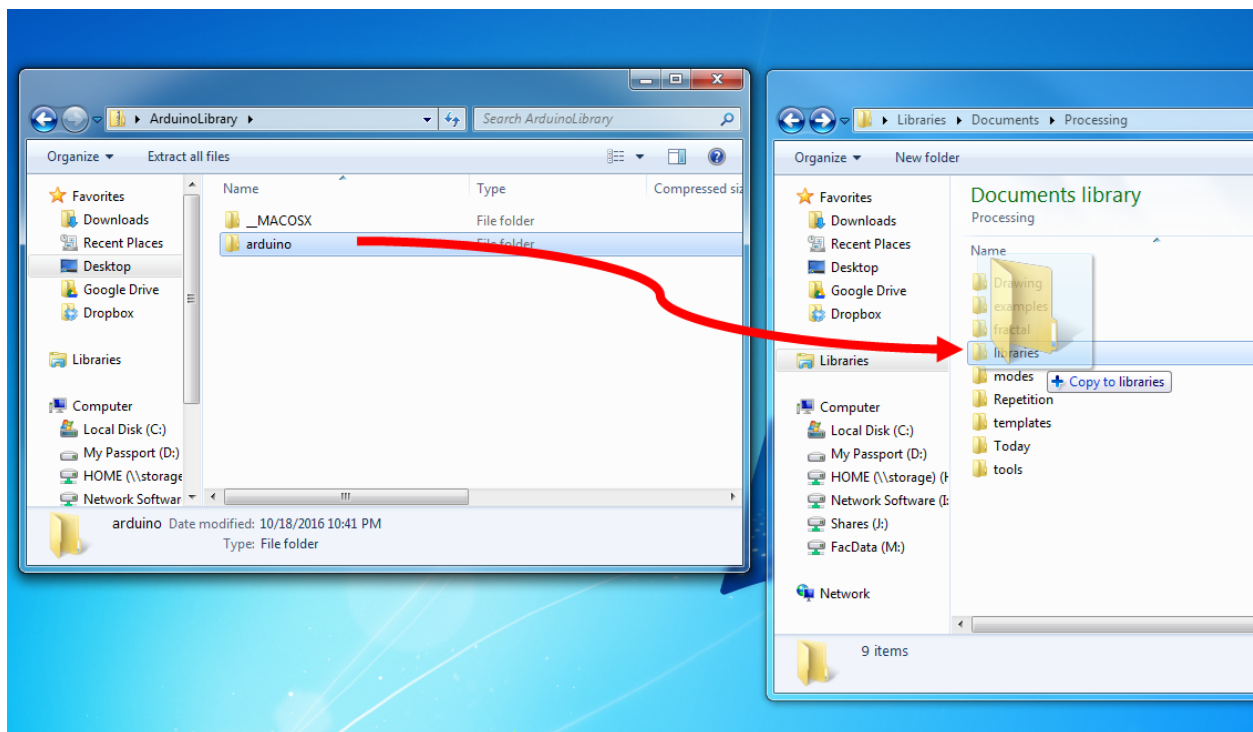 ArduinoLibrary
Search ArduinoLibrary
Organize Extract all files
Favorites
Downloads
Recent Places
Desktop
Google Drive
Dropbox
Libraries
Computer
Local Disk (C:)
My Passport (D:)
HOME (\\storage
Network Softwar
Name Type Compressed siz
__MACOSX File folder
arduino File folder
arduino Date modified: 10/18/2016 10:41 PM
Type: File folder
Libraries Documents Processing
Organize New folder
Favorites
Downloads
Recent Places
Desktop
Google Drive
Dropbox
Libraries
Computer
Local Disk (C:)
My Passport (D:)
HOME (\\storage) (H
Network Software (I:
Shares (J:)
FacData (M:)
Network
Documents library
Processing
Name
Drawing
examples
fractal
libraries
modes
Copy to libraries
Repetition
templates
Today
tools
9 items